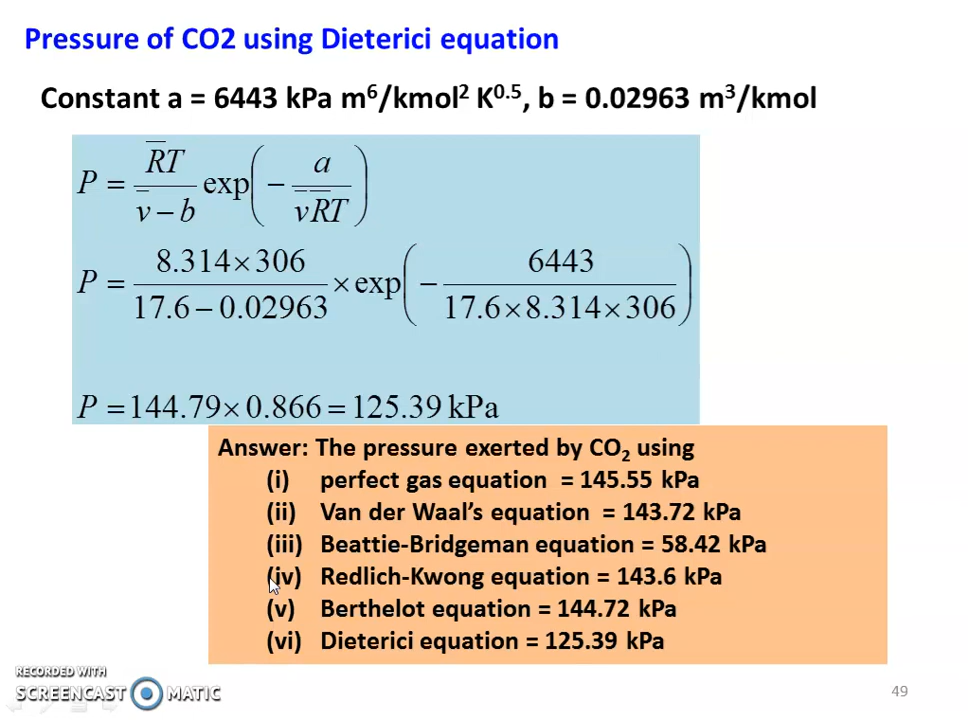 Pressure of CO2 using Dieterici equation
Constant a = 6443 kPa m⁶/kmol² K⁰·⁵, b = 0.02963 m³/kmol
P = R̅T / (v̅ − b) exp(− a / (v̅R̅T))
P = (8.314×306) / (17.6 − 0.02963) × exp(− 6443 / (17.6×8.314×306))
P = 144.79× 0.866 = 125.39 kPa
Answer: The pressure exerted by CO₂ using
(i) perfect gas equation = 145.55 kPa
(ii) Van der Waal's equation = 143.72 kPa
(iii) Beattie-Bridgeman equation = 58.42 kPa
(iv) Redlich-Kwong equation = 143.6 kPa
(v) Berthelot equation = 144.72 kPa
(vi) Dieterici equation = 125.39 kPa
RECORDED WITH
SCREENCAST MATIC
49